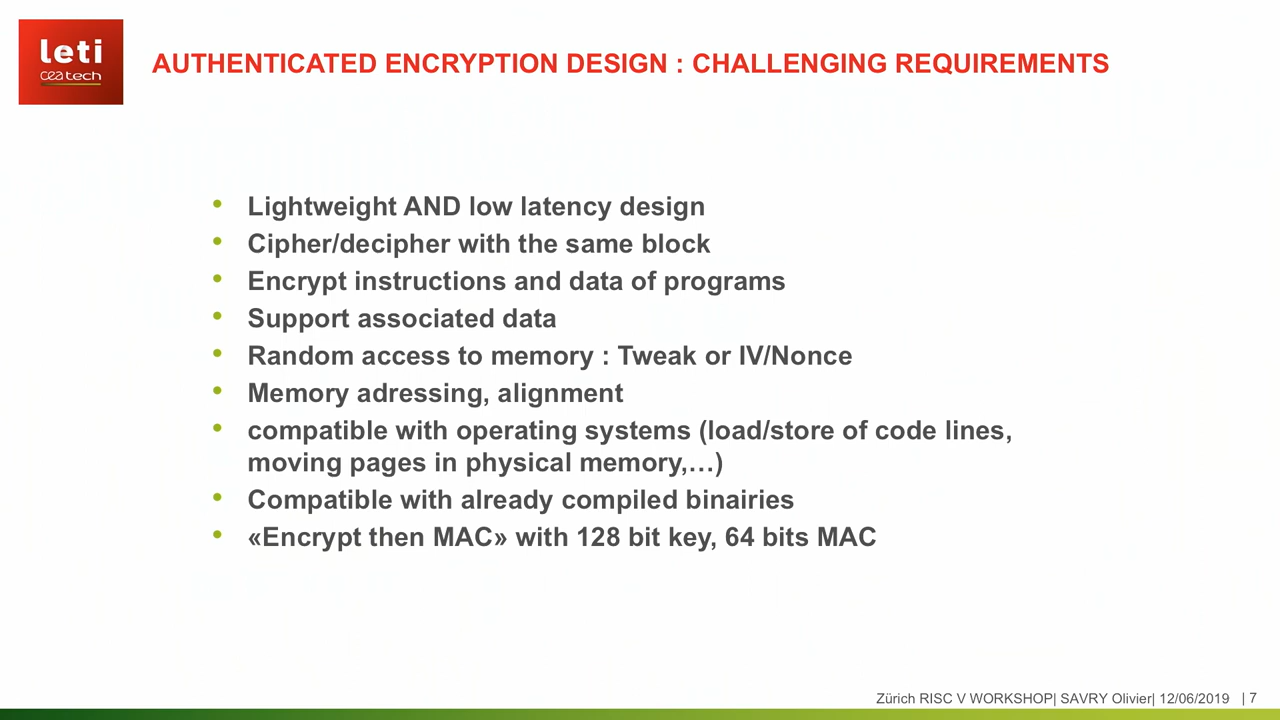 leti
ceatech
AUTHENTICATED ENCRYPTION DESIGN : CHALLENGING REQUIREMENTS
• Lightweight AND low latency design
• Cipher/decipher with the same block
• Encrypt instructions and data of programs
• Support associated data
• Random access to memory : Tweak or IV/Nonce
• Memory adressing, alignment
• compatible with operating systems (load/store of code lines,
moving pages in physical memory,…)
• Compatible with already compiled binairies
• «Encrypt then MAC» with 128 bit key, 64 bits MAC
Zürich RISC V WORKSHOP| SAVRY Olivier| 12/06/2019 | 7